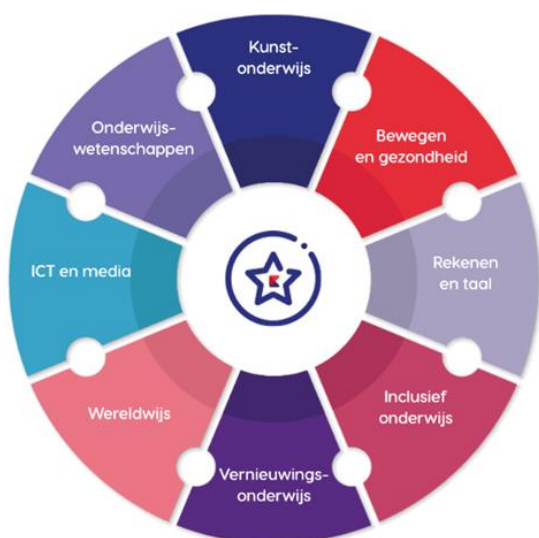 Kunst-
onderwijs
Bewegen
en gezondheid
Rekenen
en taal
Inclusief
onderwijs
Vernieuwings-
onderwijs
Wereldwijs
ICT en media
Onderwijs-
wetenschappen